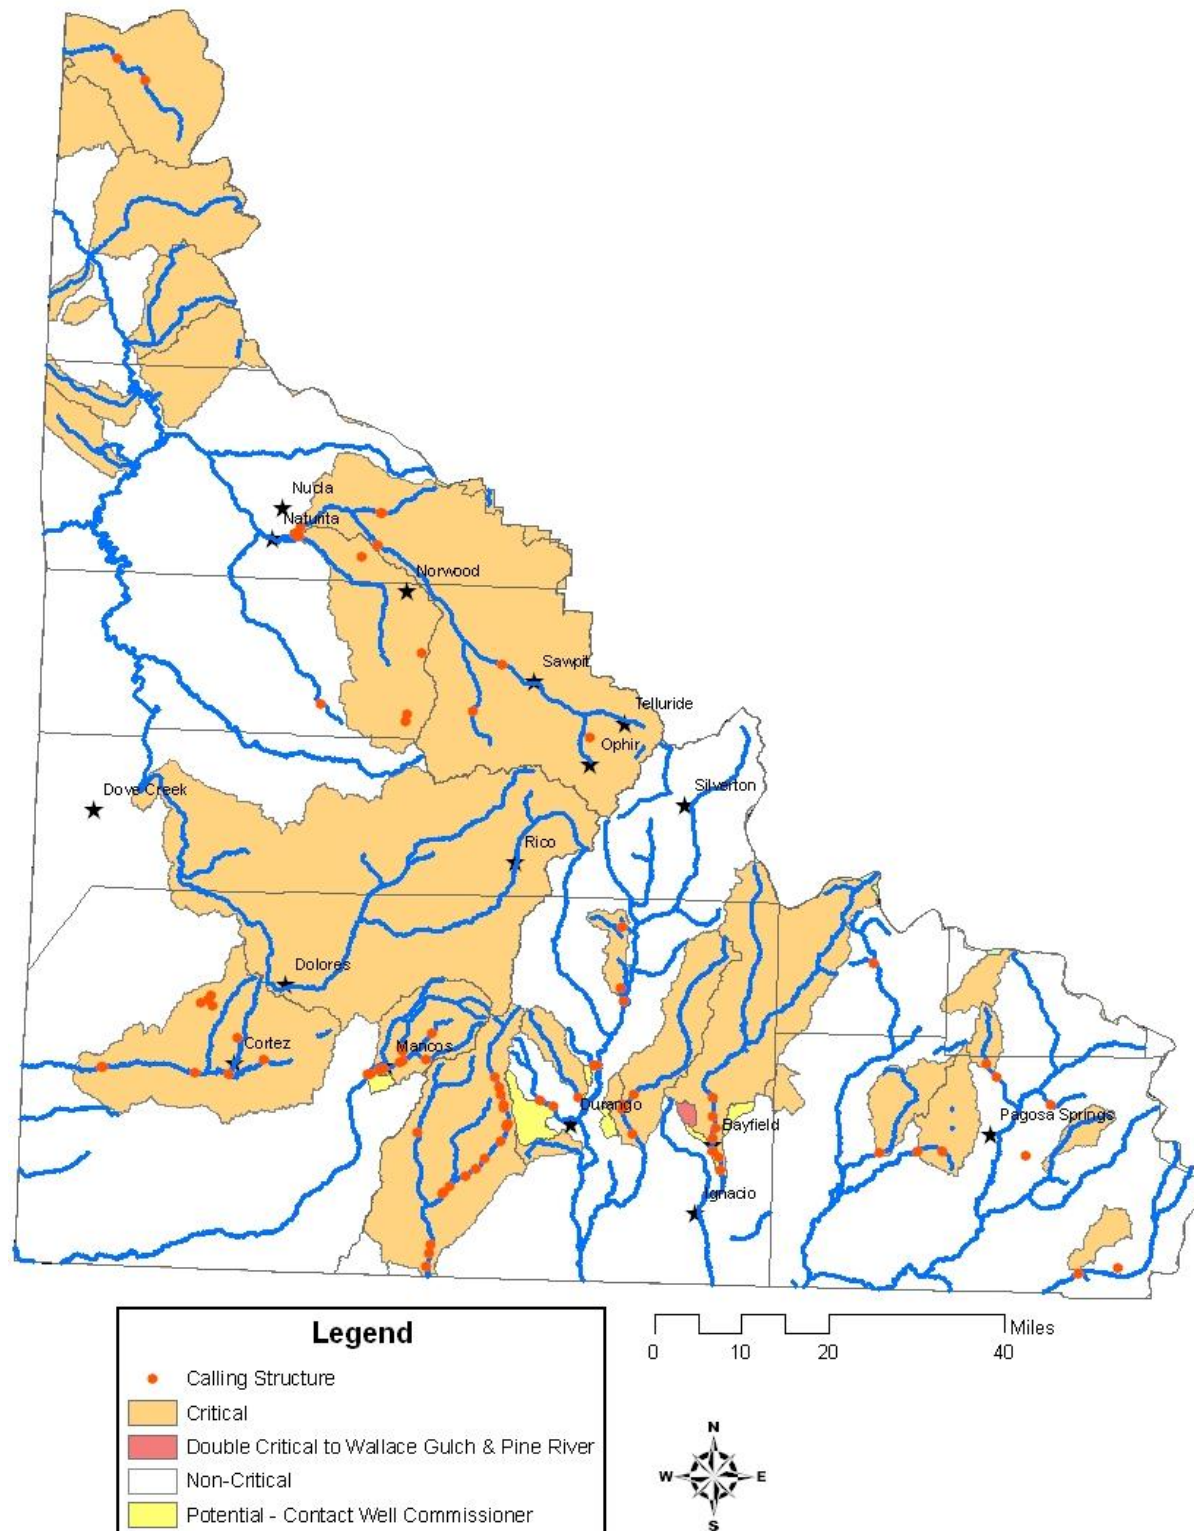 Nucla
Naturita
Norwood
Sawpit
Telluride
Ophir
Silverton
Dove Creek
Rico
Dolores
Cortez
Mancos
Durango
Bayfield
Pagosa Springs
Ignacio
Legend
Calling Structure
Critical
Double Critical to Wallace Gulch & Pine River
Non-Critical
Potential - Contact Well Commissioner
Miles
0 10 20 40
N
W E
S